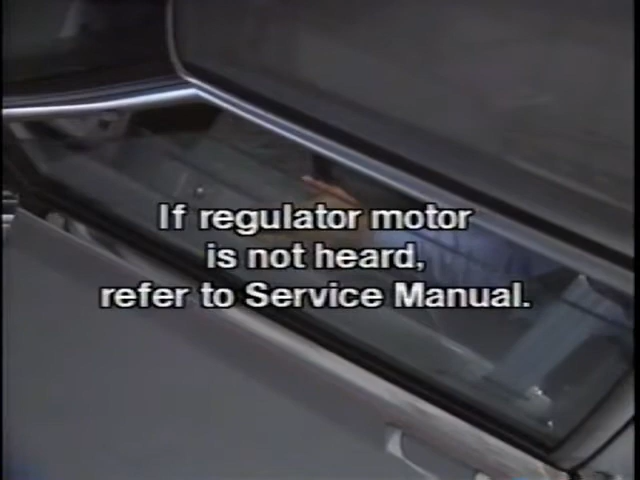 If regulator motor
is not heard,
refer to Service Manual.